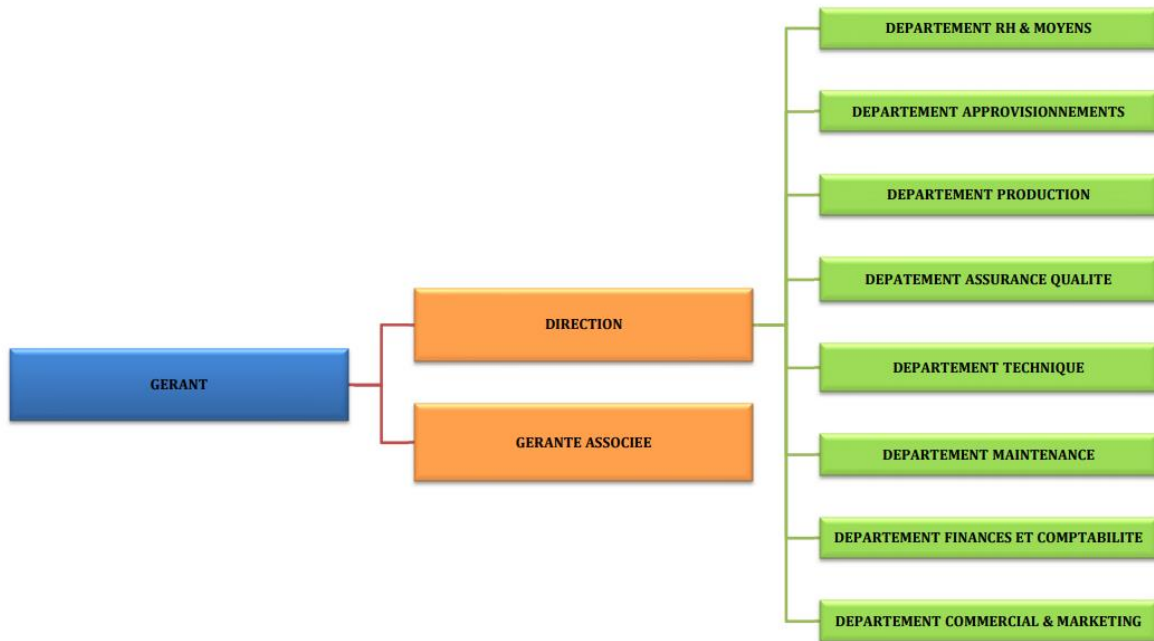 GERANT
DIRECTION
GERANTE ASSOCIEE
DEPARTEMENT RH & MOYENS
DEPARTEMENT APPROVISIONNEMENTS
DEPARTEMENT PRODUCTION
DEPATEMENT ASSURANCE QUALITE
DEPARTEMENT TECHNIQUE
DEPARTEMENT MAINTENANCE
DEPARTEMENT FINANCES ET COMPTABILITE
DEPARTEMENT COMMERCIAL & MARKETING